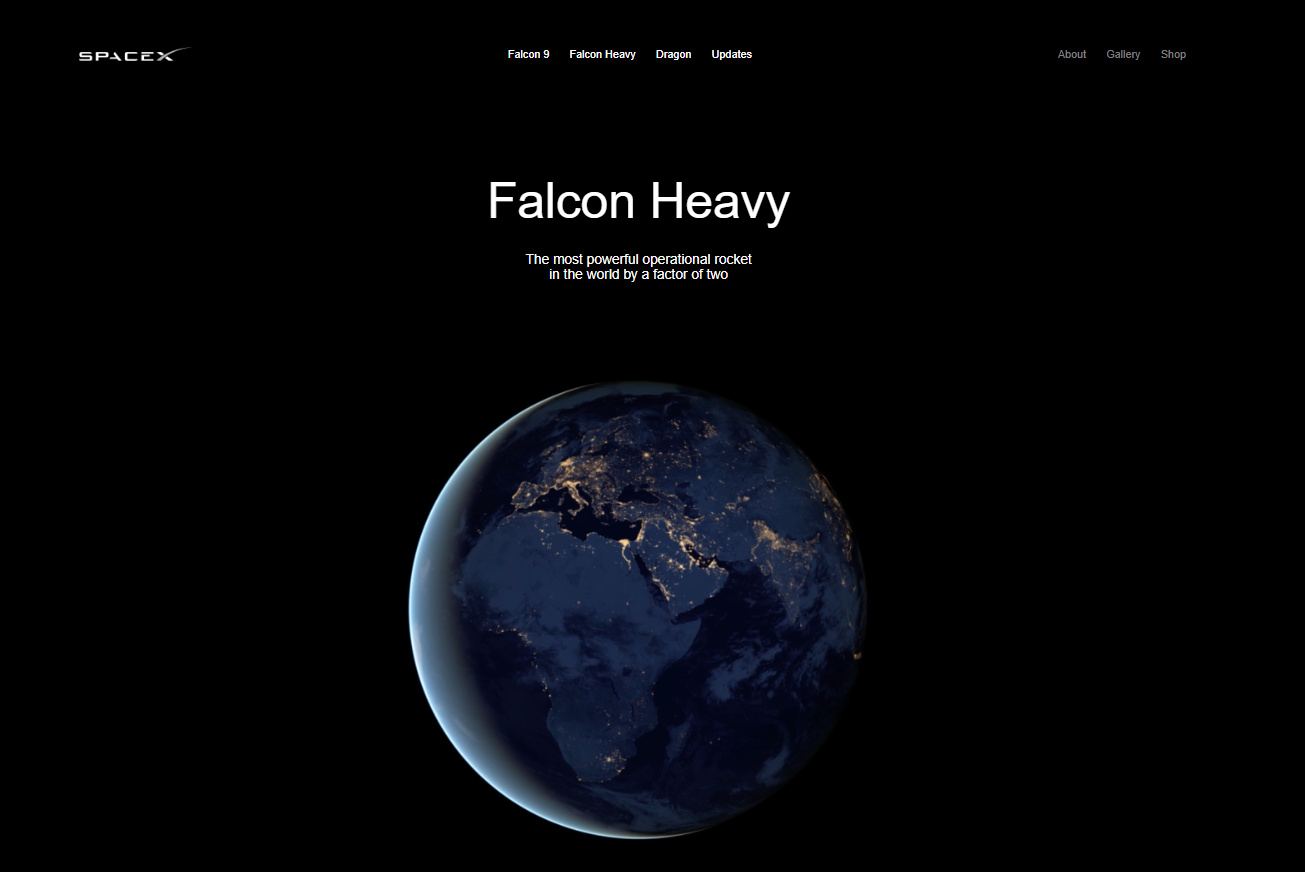 SPACEX
Falcon 9 Falcon Heavy Dragon Updates
About Gallery Shop
Falcon Heavy
The most powerful operational rocket
in the world by a factor of two